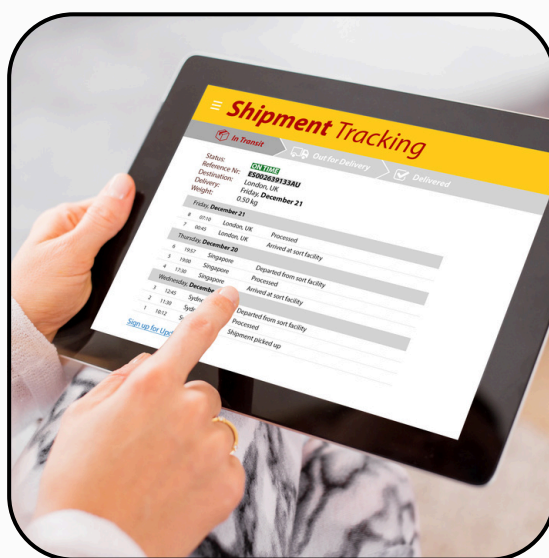 Shipment Tracking
In Transit Out for Delivery Delivered
Status: ON TIME
Reference Nr: ES002639133AU
Destination: London, UK
Delivery: Friday, December 21
Weight: 0.50 kg
Friday, December 21
8 07:10 London, UK Processed
7 06:45 London, UK Arrived at sort facility
Thursday, December 20
6 19:57 Singapore Departed from sort facility
5 19:00 Singapore Processed
4 17:30 Singapore Arrived at sort facility
Wednesday, December
3 12:45 Departed from sort facility
2 11:39 Processed
1 10:12 Shipment picked up
Sign up for